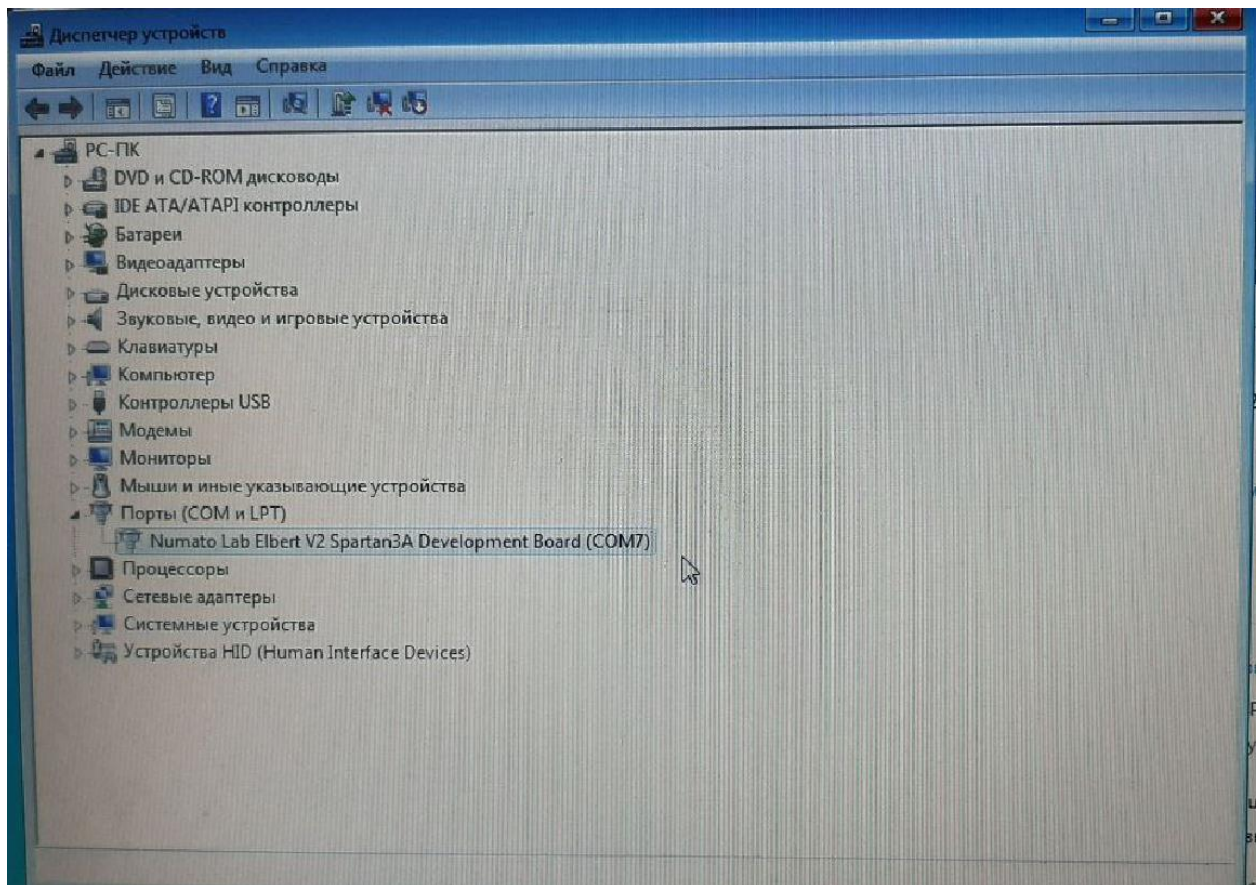 Диспетчер устройств
Файл Действие Вид Справка
PC-ПК
DVD и CD-ROM дисководы
IDE ATA/ATAPI контроллеры
Батареи
Видеоадаптеры
Дисковые устройства
Звуковые, видео и игровые устройства
Клавиатуры
Компьютер
Контроллеры USB
Модемы
Мониторы
Мыши и иные указывающие устройства
Порты (COM и LPT)
Numato Lab Elbert V2 Spartan3A Development Board (COM7)
Процессоры
Сетевые адаптеры
Системные устройства
Устройства HID (Human Interface Devices)